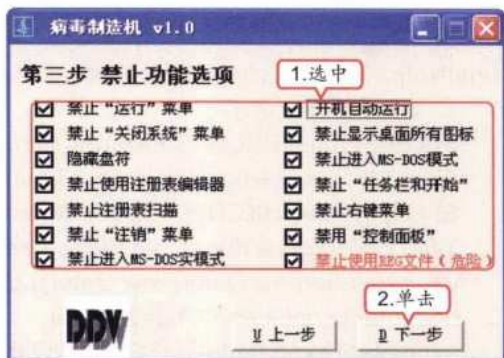 病毒制造机 v1.0
第三步 禁止功能选项
1.选中
禁止“运行”菜单
开机自动运行
禁止“关闭系统”菜单
禁止显示桌面所有图标
隐藏盘符
禁止进入MS-DOS模式
禁止使用注册表编辑器
禁止“任务栏和开始”
禁止注册表扫描
禁止右键菜单
禁止“注销”菜单
禁用“控制面板”
禁止进入MS-DOS实模式
禁止使用REG文件(危险)
2.单击
DDV
U 上一步
D 下一步